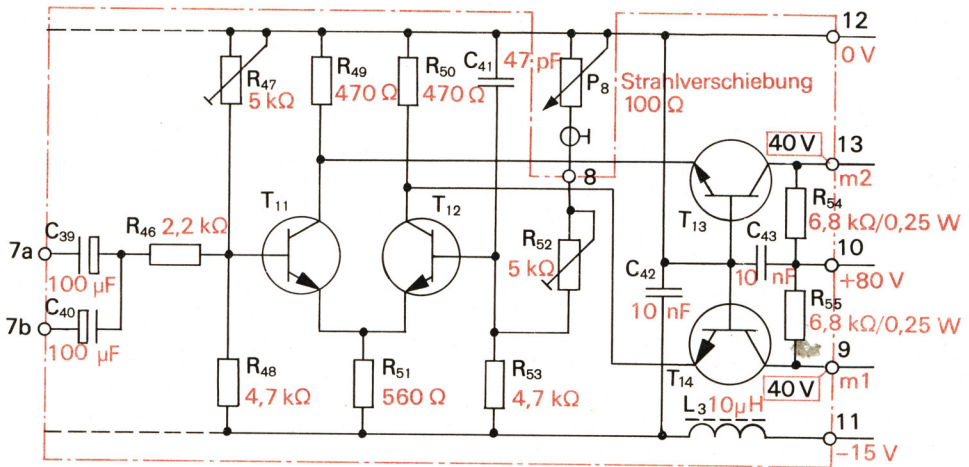 12
0 V
C41
47 pF
R47
5 kΩ
R49
470 Ω
R50
470 Ω
P8
Strahlverschiebung
100 Ω
8
40 V
13
m2
T11
T12
T13
R54
6,8 kΩ/0,25 W
C39
7a
100 µF
R46
2,2 kΩ
R52
5 kΩ
C43
10 nF
10
+80 V
C42
10 nF
C40
7b
100 µF
R55
6,8 kΩ/0,25 W
9
m1
T14
40 V
R48
4,7 kΩ
R51
560 Ω
R53
4,7 kΩ
L3 10µH
11
−15 V